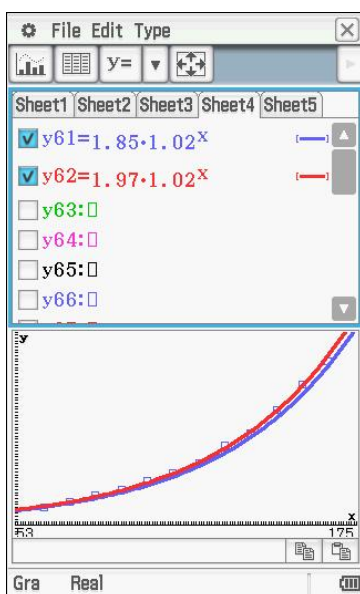 File Edit Type
y=
Sheet1 Sheet2 Sheet3 Sheet4 Sheet5
y61=1.85·1.02^x
y62=1.97·1.02^x
y63:□
y64:□
y65:□
y66:□
y
x
53 175
Gra Real